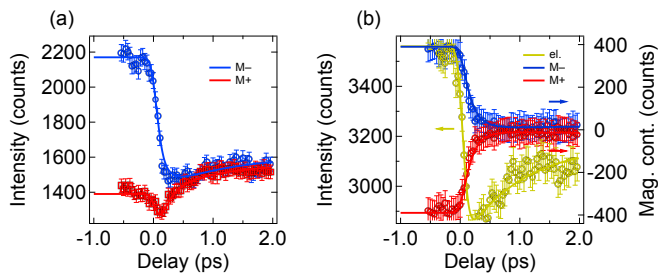 (a)
Intensity (counts)
2200
2000
1800
1600
1400
M−
M+
-1.0
0.0
1.0
2.0
Delay (ps)
(b)
Intensity (counts)
3400
3200
3000
el.
M−
M+
400
200
0
-200
-400
Mag. cont. (counts)
-1.0
0.0
1.0
2.0
Delay (ps)